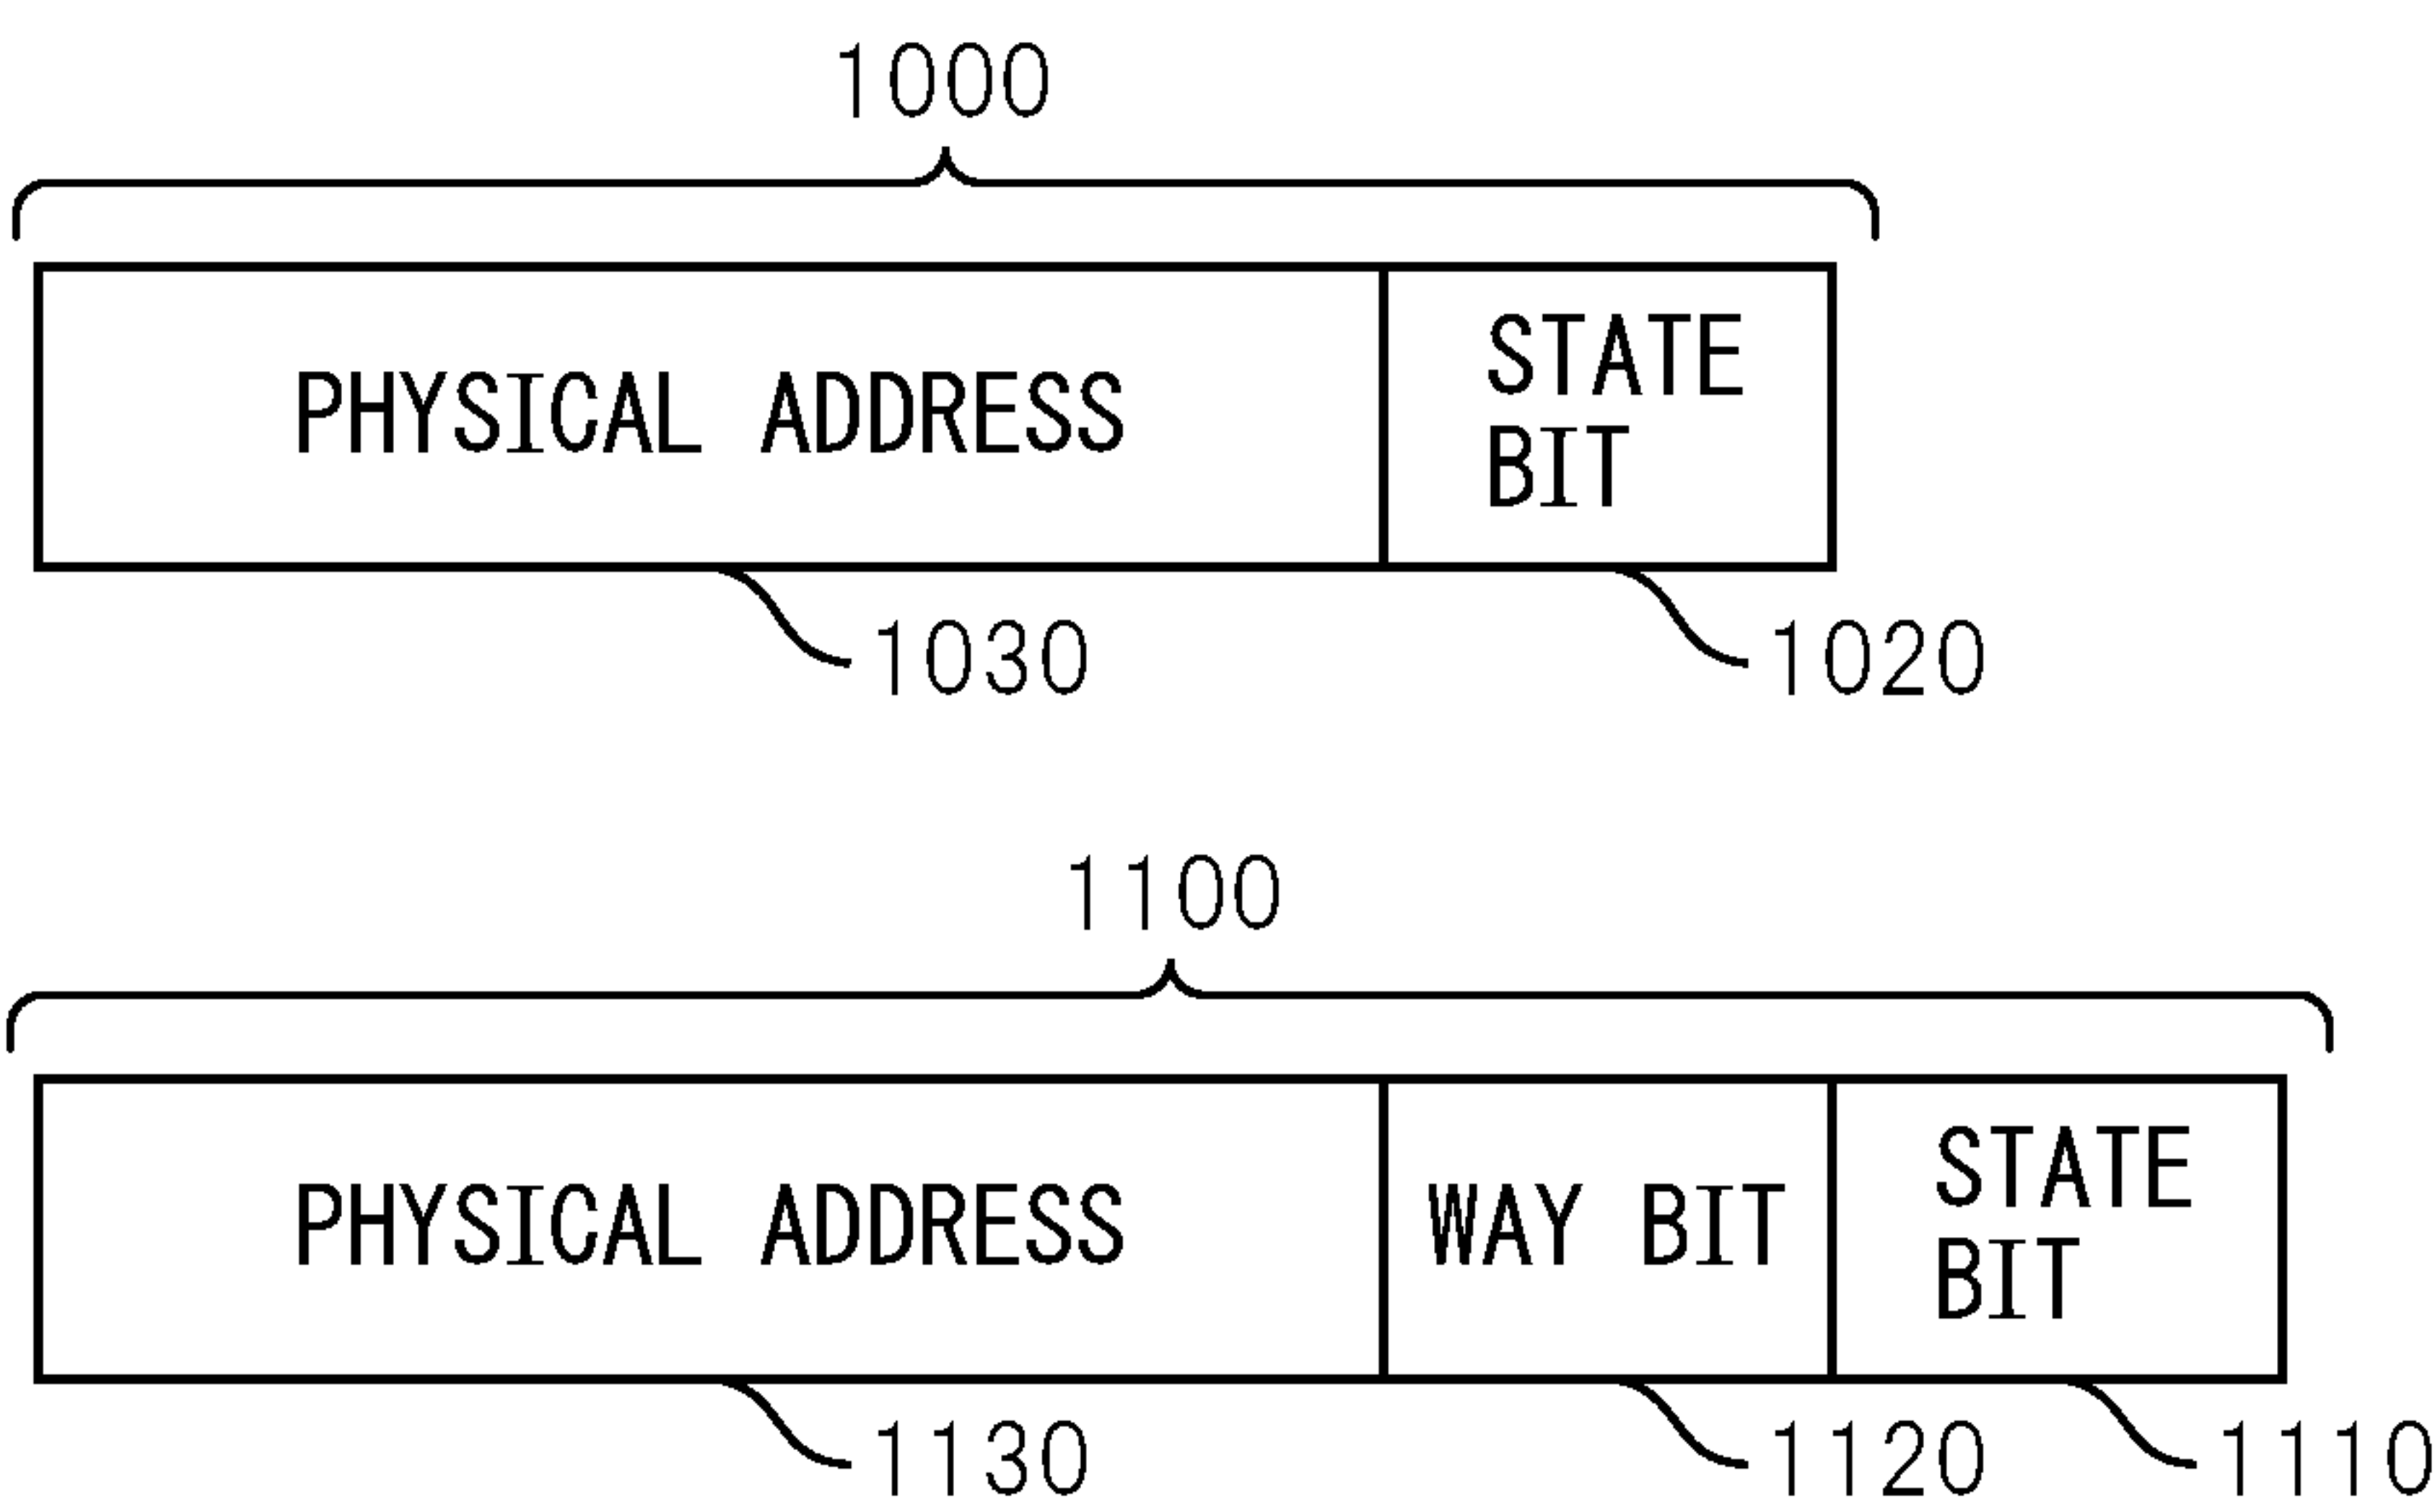 1000
PHYSICAL ADDRESS
STATE
BIT
1030
1020
1100
PHYSICAL ADDRESS
WAY BIT
STATE
BIT
1130
1120
1110